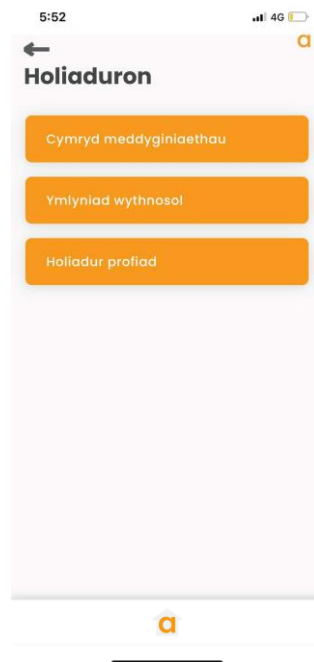 5:52 4G
a
Holiaduron
Cymryd meddyginiaethau
Ymlyniad wythnosol
Holiadur profiad
a